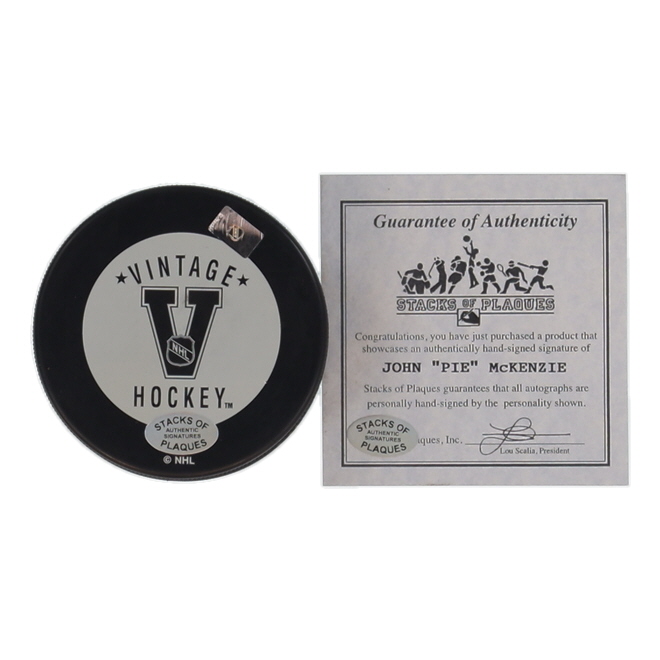 ★VINTAGE★
V
NHL
HOCKEY™
STACKS OF
AUTHENTIC
SIGNATURES
PLAQUES
© NHL
Guarantee of Authenticity
STACKS OF PLAQUES
Congratulations, you have just purchased a product that
showcases an authentically hand-signed signature of
JOHN "PIE" McKENZIE
Stacks of Plaques guarantees that all autographs are
personally hand-signed by the personality shown.
STACKS OF
AUTHENTIC
SIGNATURES
PLAQUES
aques, Inc.
Lou Scalia, President